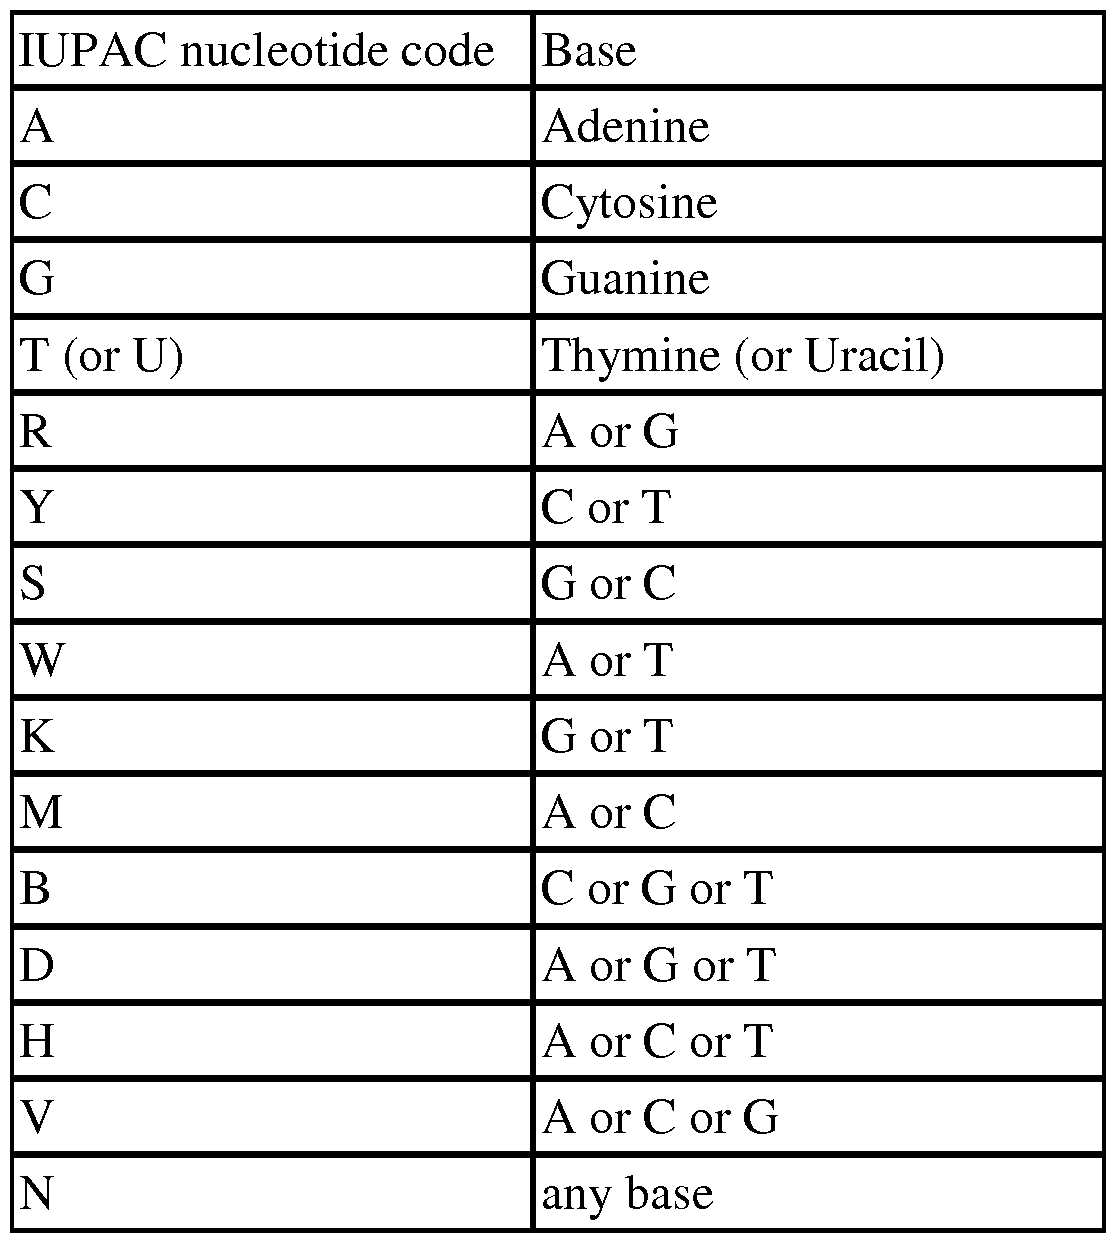 IUPAC nucleotide code Base
A Adenine
C Cytosine
G Guanine
T (or U) Thymine (or Uracil)
R A or G
Y C or T
S G or C
W A or T
K G or T
M A or C
B C or G or T
D A or G or T
H A or C or T
V A or C or G
N any base